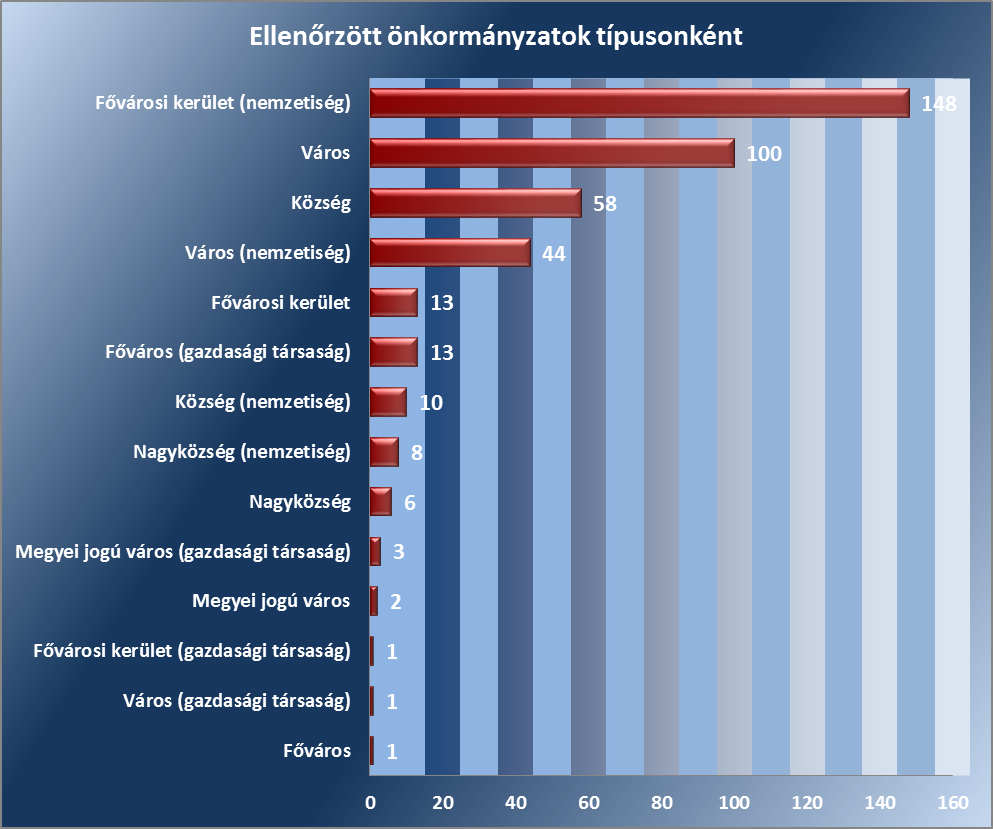 Ellenőrzött önkormányzatok típusonként
Fővárosi kerület (nemzetiség) 148
Város 100
Község 58
Város (nemzetiség) 44
Fővárosi kerület 13
Főváros (gazdasági társaság) 13
Község (nemzetiség) 10
Nagyközség (nemzetiség) 8
Nagyközség 6
Megyei jogú város (gazdasági társaság) 3
Megyei jogú város 2
Fővárosi kerület (gazdasági társaság) 1
Város (gazdasági társaság) 1
Főváros 1
0 20 40 60 80 100 120 140 160